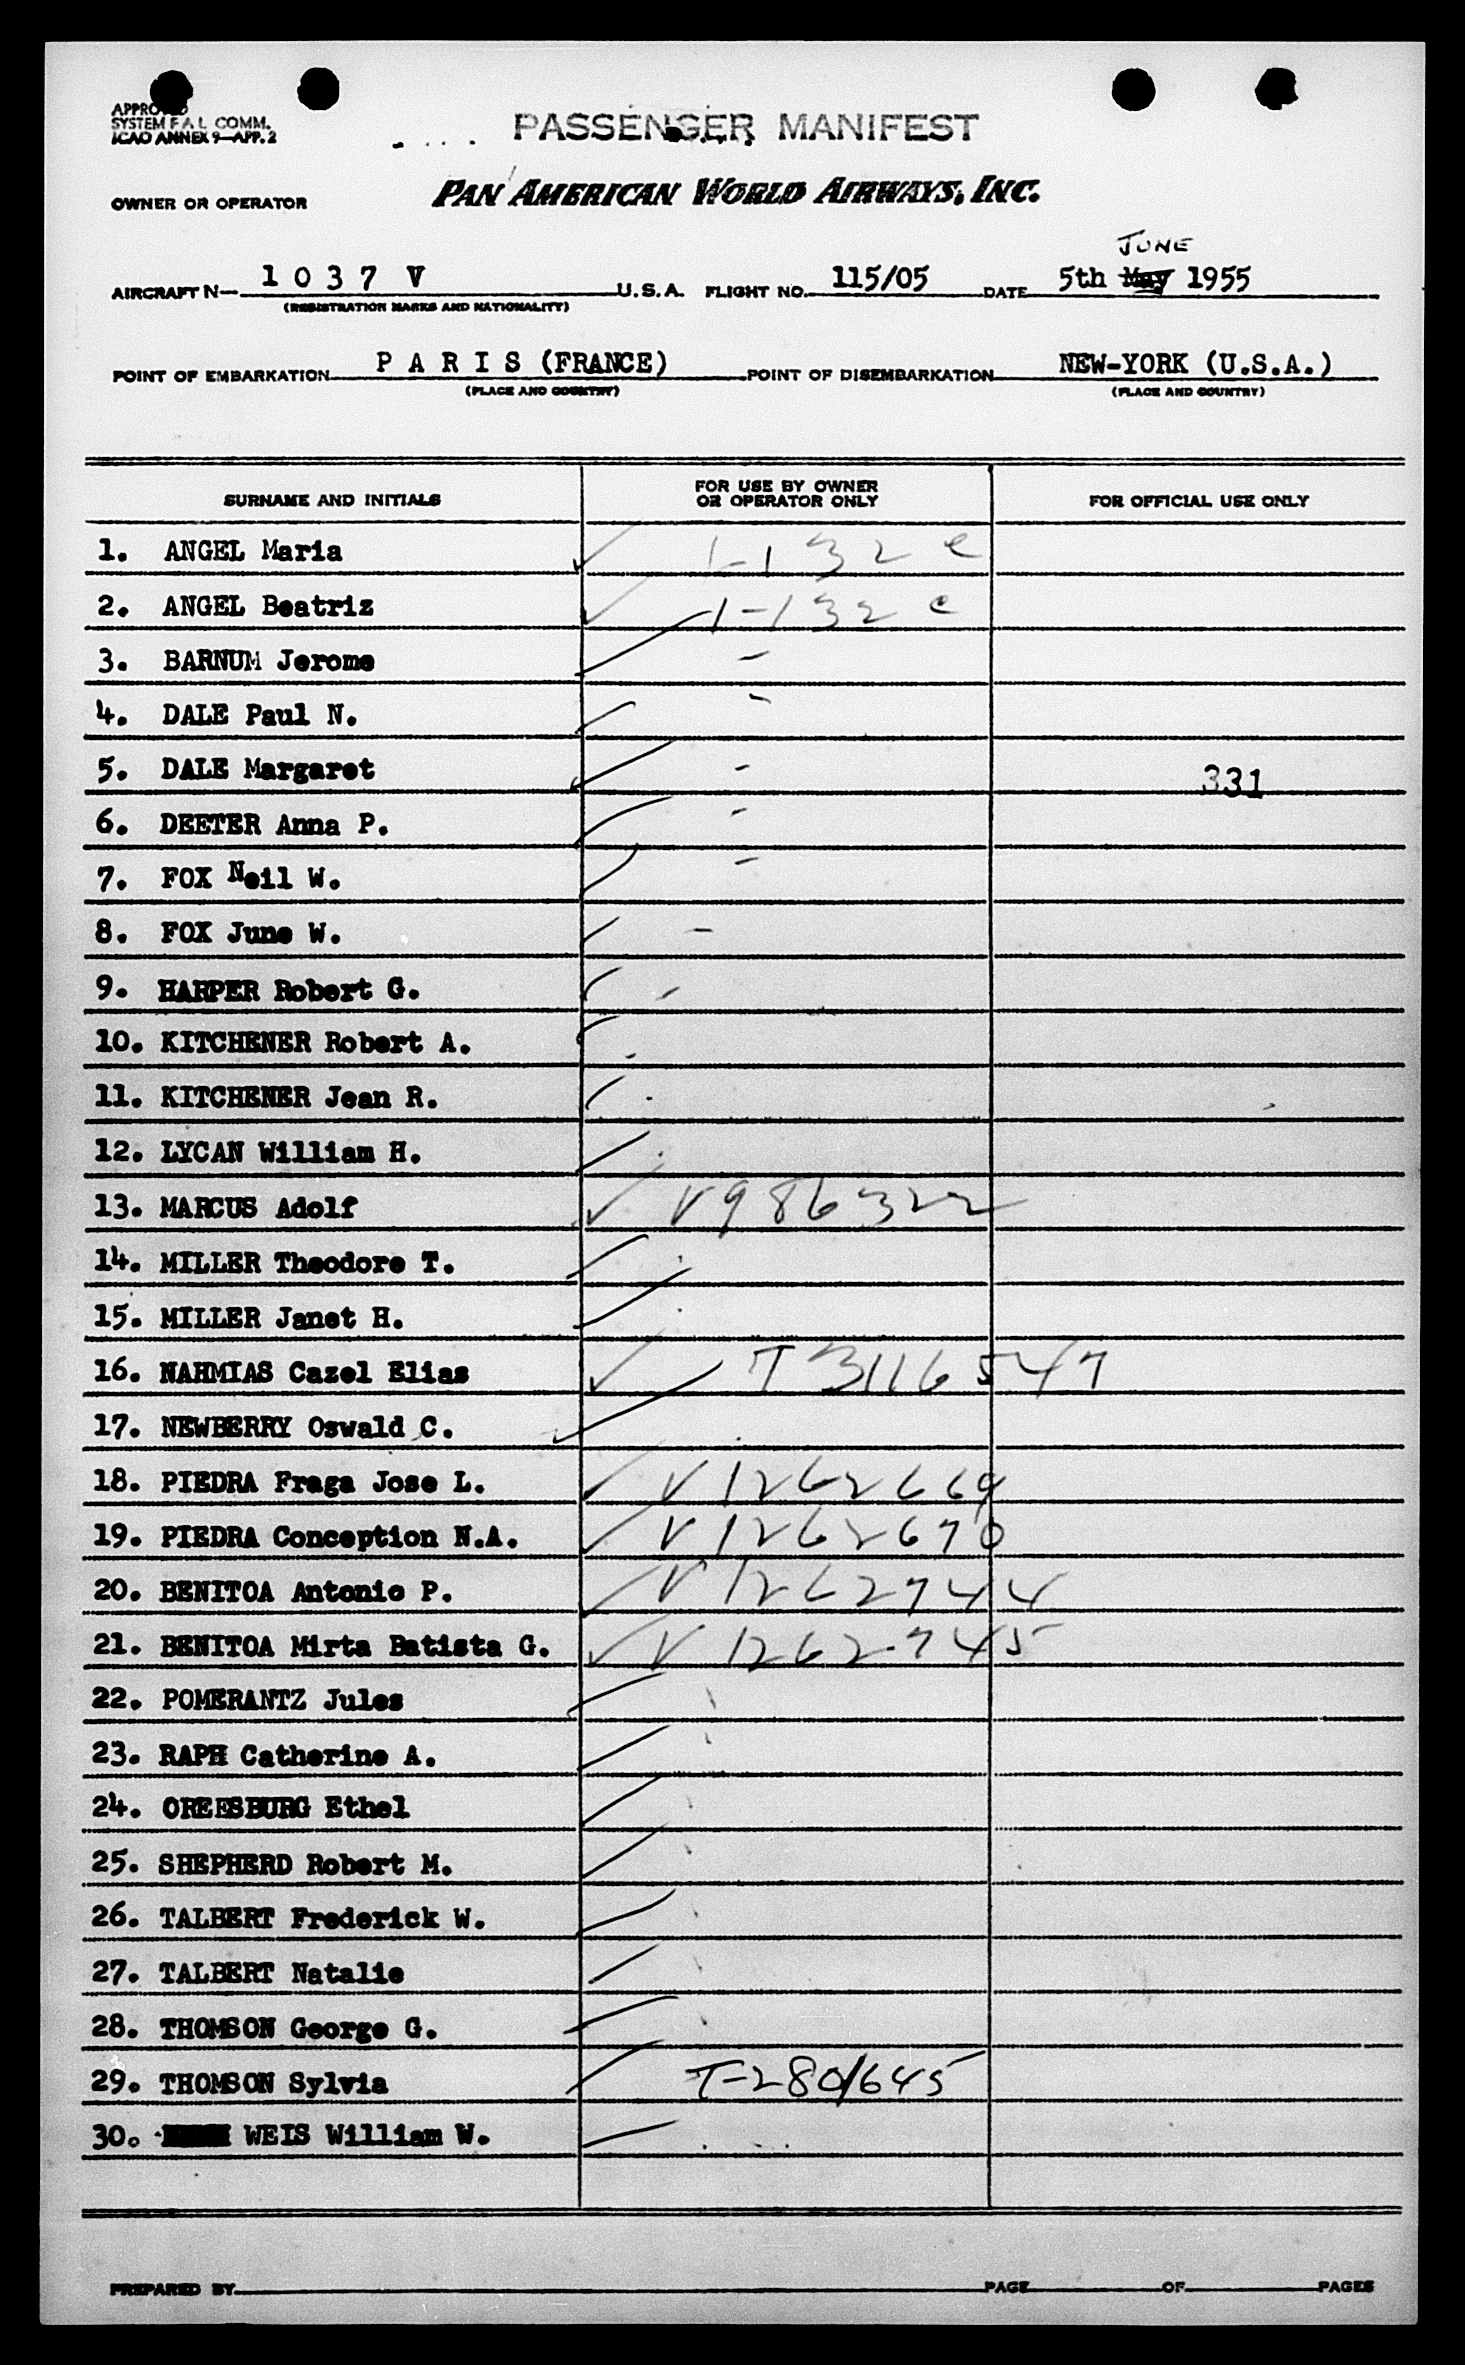 APPROVED
SYSTEM F A L COMM.
ICAO ANNEX 9—APP. 2
PASSENGER MANIFEST
OWNER OR OPERATOR PAN AMERICAN WORLD AIRWAYS, INC.
JUNE
AIRCRAFT N— 1 0 3 7 V U.S.A. FLIGHT NO. 115/05 DATE 5th May 1955
(REGISTRATION MARKS AND NATIONALITY)
POINT OF EMBARKATION P A R I S (FRANCE) POINT OF DISEMBARKATION NEW-YORK (U.S.A.)
(PLACE AND COUNTRY) (PLACE AND COUNTRY)
SURNAME AND INITIALS FOR USE BY OWNER OR OPERATOR ONLY FOR OFFICIAL USE ONLY
1. ANGEL Maria ✓ 1-132 c
2. ANGEL Beatriz ✓ 1-132 c
3. BARNUM Jerome -
4. DALE Paul N. -
5. DALE Margaret - 331
6. DEETER Anna P. -
7. FOX Neil W. -
8. FOX June W. -
9. HARPER Robert G. -
10. KITCHENER Robert A. -
11. KITCHENER Jean R.
12. LYCAN William H.
13. MARCUS Adolf ✓ V986322
14. MILLER Theodore T.
15. MILLER Janet H.
16. NAHMIAS Cazel Elias ✓ T 3116547
17. NEWBERRY Oswald C.
18. PIEDRA Fraga Jose L. ✓ V1262669
19. PIEDRA Conception N.A. ✓ V1262670
20. BENITOA Antonio P. ✓ V1262744
21. BENITOA Mirta Batista G. ✓ V1262745
22. POMERANTZ Jules
23. RAPH Catherine A.
24. OREESBURG Ethel
25. SHEPHERD Robert M.
26. TALBERT Frederick W.
27. TALBERT Natalie
28. THOMSON George G.
29. THOMSON Sylvia T-2801645
30. WEIS William W.
PREPARED BY PAGE OF PAGES